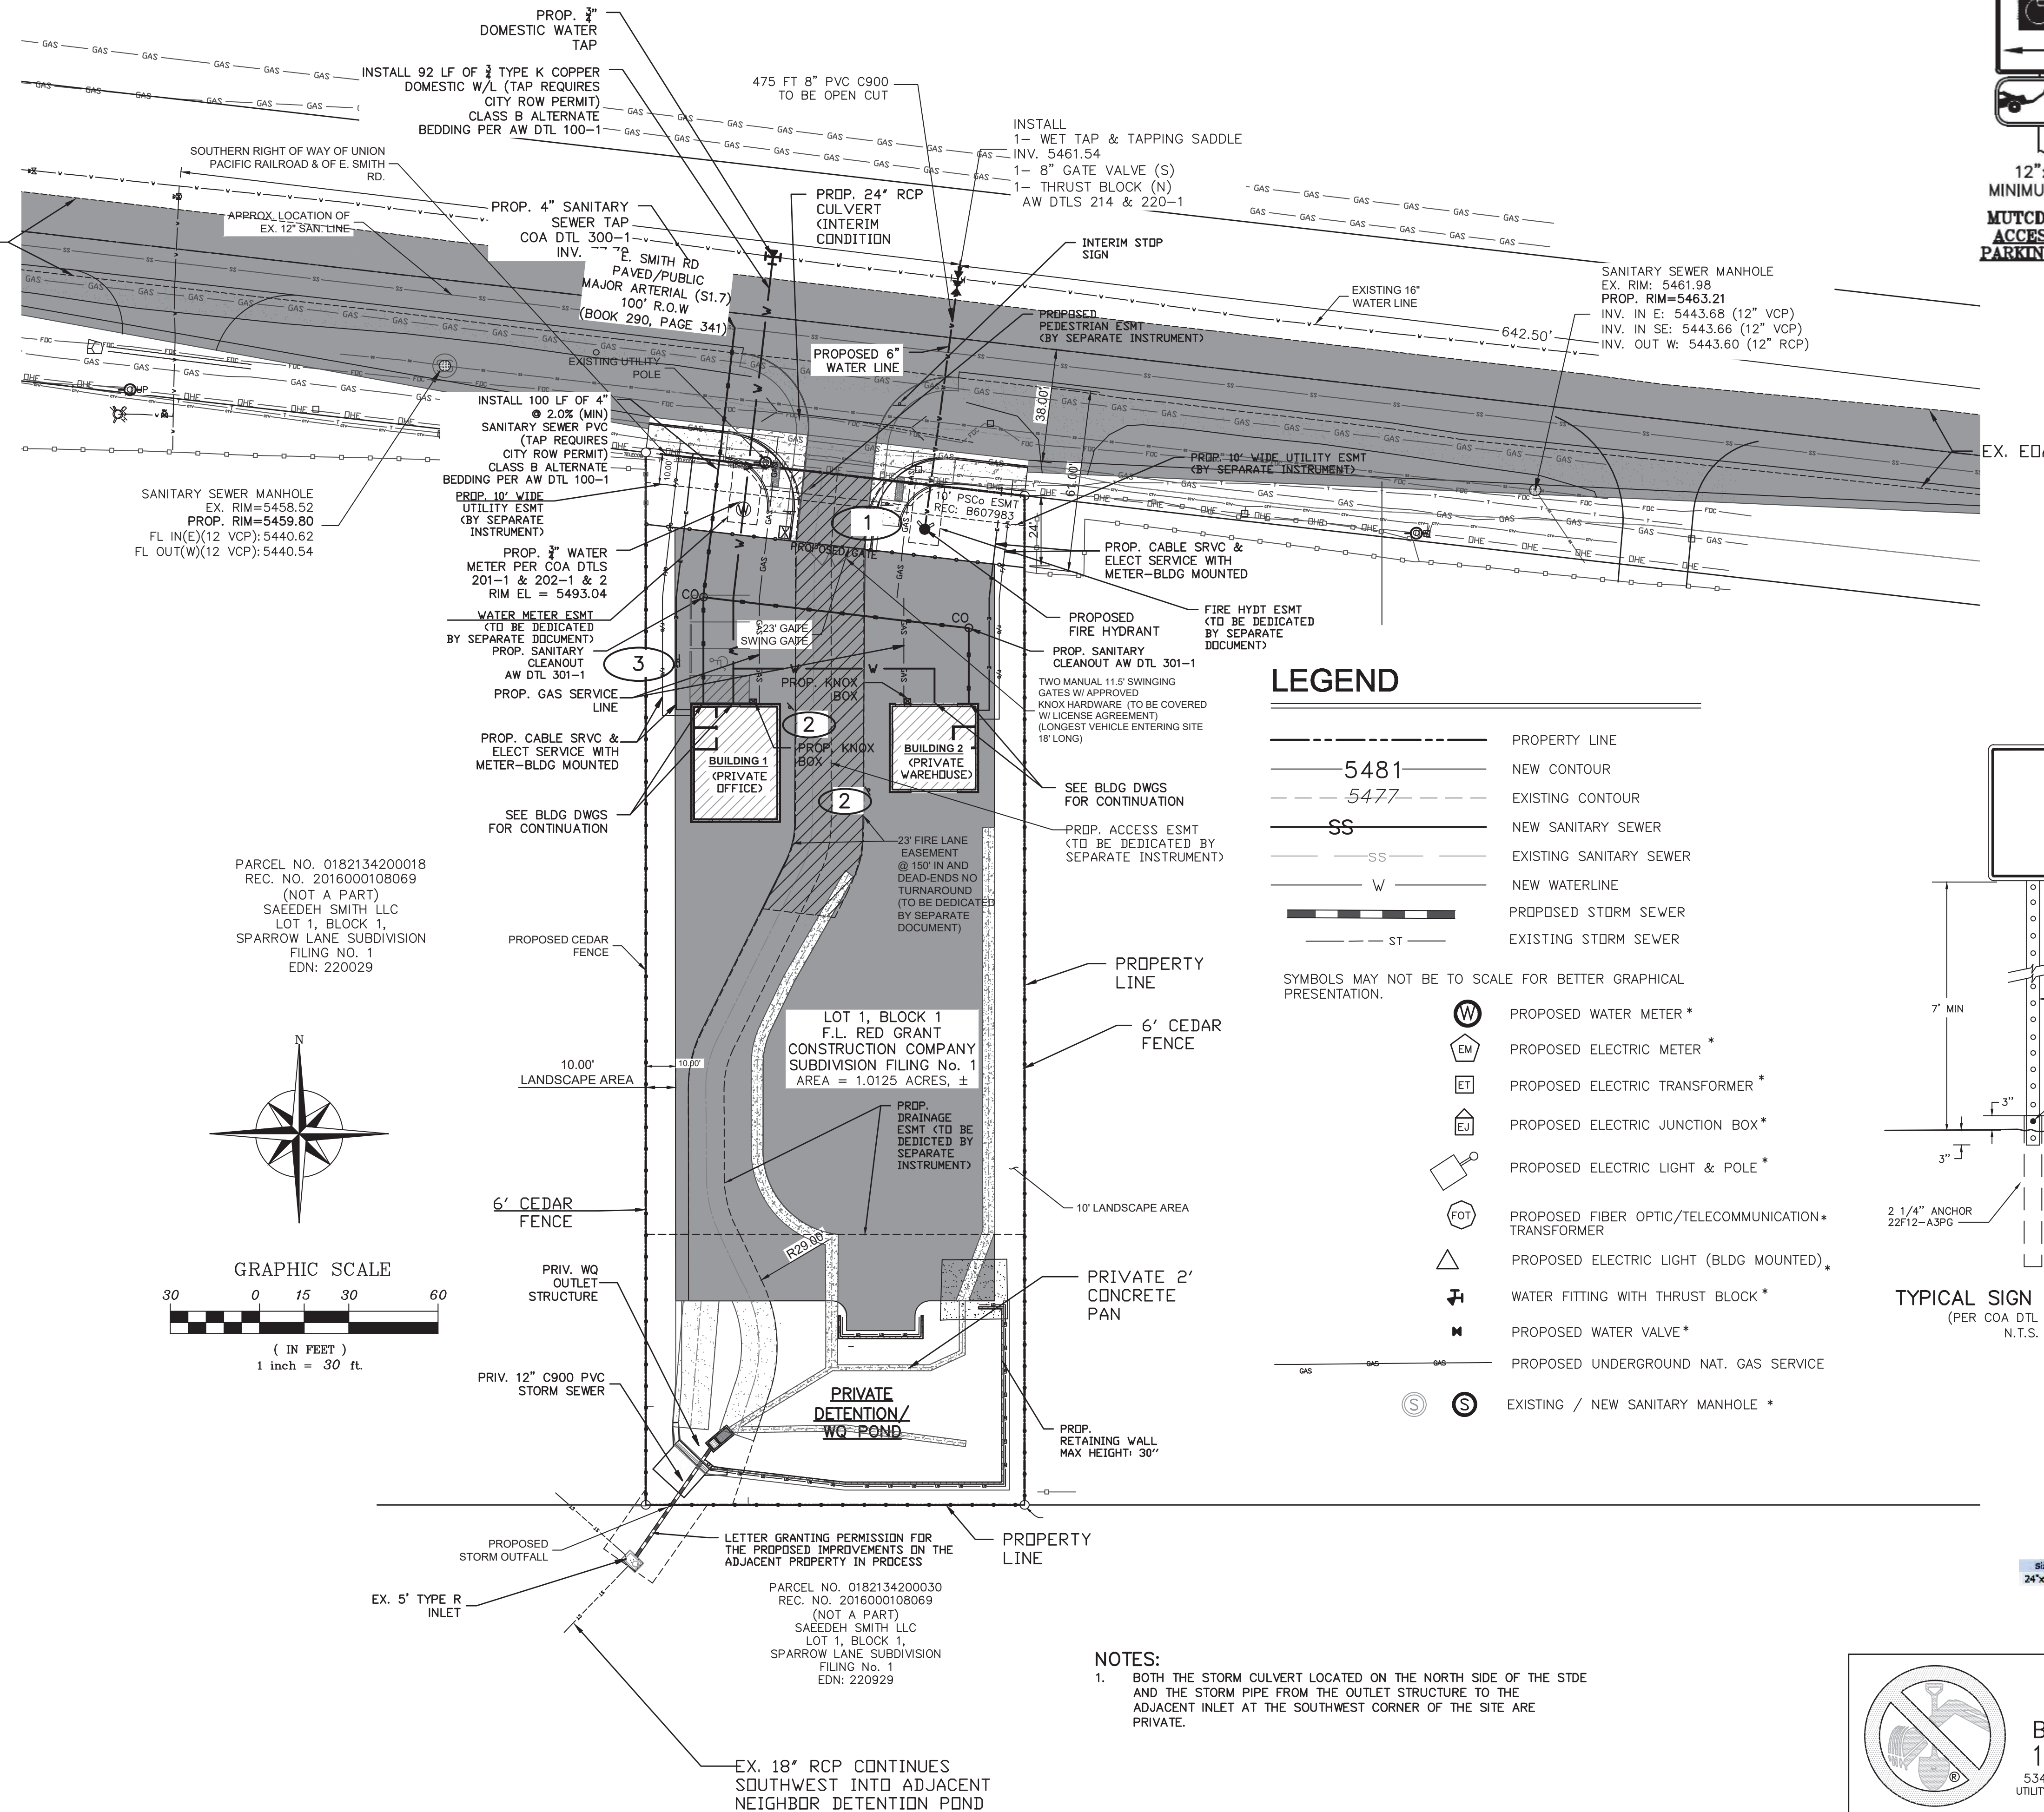 PROP. 3/4"
DOMESTIC WATER
TAP
INSTALL 92 LF OF 3/4 TYPE K COPPER
DOMESTIC W/L (TAP REQUIRES
CITY ROW PERMIT)
CLASS B ALTERNATE
BEDDING PER AW DTL 100-1
475 FT 8" PVC C900
TO BE OPEN CUT
INSTALL
1- WET TAP & TAPPING SADDLE
INV. 5461.54
1- 8" GATE VALVE (S)
1- THRUST BLOCK (N)
AW DTLS 214 & 220-1
SOUTHERN RIGHT OF WAY OF UNION
PACIFIC RAILROAD & OF E. SMITH
RD.
APPROX. LOCATION OF
EX. 12" SAN. LINE
PROP. 4" SANITARY
SEWER TAP
COA DTL 300-1
INV.
E. SMITH RD
PAVED/PUBLIC
MAJOR ARTERIAL (S1.7)
100' R.O.W
(BOOK 290, PAGE 341)
PROP. 24" RCP
CULVERT
(INTERIM
CONDITION
INTERIM STOP
SIGN
EXISTING 16"
WATER LINE
642.50'
SANITARY SEWER MANHOLE
EX. RIM: 5461.98
PROP. RIM=5463.21
INV. IN E: 5443.68 (12" VCP)
INV. IN SE: 5443.66 (12" VCP)
INV. OUT W: 5443.60 (12" RCP)
PROPOSED
PEDESTRIAN ESMT
(BY SEPARATE INSTRUMENT)
PROPOSED 6"
WATER LINE
EXISTING UTILITY
POLE
38.00'
INSTALL 100 LF OF 4"
@ 2.0% (MIN)
SANITARY SEWER PVC
(TAP REQUIRES
CITY ROW PERMIT)
CLASS B ALTERNATE
BEDDING PER AW DTL 100-1
PROP. 10' WIDE
UTILITY ESMT
(BY SEPARATE
INSTRUMENT)
10.00'
PROP. 10' WIDE UTILITY ESMT
(BY SEPARATE INSTRUMENT)
10' PSCo ESMT
REC: B607983
24'
1
PROPOSED GATE
SANITARY SEWER MANHOLE
EX. RIM=5458.52
PROP. RIM=5459.80
FL IN(E)(12 VCP): 5440.62
FL OUT(W)(12 VCP): 5440.54
PROP. 3/4" WATER
METER PER COA DTLS
201-1 & 202-1 & 2
RIM EL = 5493.04
WATER METER ESMT
(TO BE DEDICATED
BY SEPARATE DOCUMENT)
PROP. SANITARY
CLEANOUT
AW DTL 301-1
3
PROP. GAS SERVICE
LINE
PROP. CABLE SRVC &
ELECT SERVICE WITH
METER-BLDG MOUNTED
SEE BLDG DWGS
FOR CONTINUATION
PROP. CABLE SRVC &
ELECT SERVICE WITH
METER-BLDG MOUNTED
PROPOSED
FIRE HYDRANT
FIRE HYDT ESMT
(TO BE DEDICATED
BY SEPARATE
DOCUMENT)
PROP. SANITARY
CLEANOUT AW DTL 301-1
TWO MANUAL 11.5' SWINGING
GATES W/ APPROVED
KNOX HARDWARE (TO BE COVERED
W/ LICENSE AGREEMENT)
(LONGEST VEHICLE ENTERING SITE
18' LONG)
CO
CO
23' GATE
SWING GATE
PROP. KNOX
BOX
2
PROP. KNOX
BOX
2
BUILDING 1
(PRIVATE
OFFICE)
BUILDING 2
(PRIVATE
WAREHOUSE)
SEE BLDG DWGS
FOR CONTINUATION
PROP. ACCESS ESMT
(TO BE DEDICATED BY
SEPARATE INSTRUMENT)
23' FIRE LANE
EASEMENT
@ 150' IN AND
DEAD-ENDS NO
TURNAROUND
(TO BE DEDICATED
BY SEPARATE
DOCUMENT)
PARCEL NO. 0182134200018
REC. NO. 2016000108069
(NOT A PART)
SAEEDEH SMITH LLC
LOT 1, BLOCK 1,
SPARROW LANE SUBDIVISION
FILING NO. 1
EDN: 220029
PROPOSED CEDAR
FENCE
PROPERTY
LINE
6' CEDAR
FENCE
LOT 1, BLOCK 1
F.L. RED GRANT
CONSTRUCTION COMPANY
SUBDIVISION FILING No. 1
AREA = 1.0125 ACRES, ±
10.00'
LANDSCAPE AREA
10.00'
PROP.
DRAINAGE
ESMT (TO BE
DEDICTED BY
SEPARATE
INSTRUMENT)
10' LANDSCAPE AREA
6' CEDAR
FENCE
R29.00'
N
GRAPHIC SCALE
30 0 15 30 60
( IN FEET )
1 inch = 30 ft.
PRIV. WQ
OUTLET
STRUCTURE
PRIVATE 2'
CONCRETE
PAN
PRIV. 12" C900 PVC
STORM SEWER
PRIVATE
DETENTION/
WQ POND
PROP.
RETAINING WALL
MAX HEIGHT: 30"
PROPOSED
STORM OUTFALL
LETTER GRANTING PERMISSION FOR
THE PROPOSED IMPROVEMENTS ON THE
ADJACENT PROPERTY IN PROCESS
PROPERTY
LINE
EX. 5' TYPE R
INLET
PARCEL NO. 0182134200030
REC. NO. 2016000108069
(NOT A PART)
SAEEDEH SMITH LLC
LOT 1, BLOCK 1,
SPARROW LANE SUBDIVISION
FILING No. 1
EDN: 220929
EX. 18" RCP CONTINUES
SOUTHWEST INTO ADJACENT
NEIGHBOR DETENTION POND
NOTES:
1. BOTH THE STORM CULVERT LOCATED ON THE NORTH SIDE OF THE STDE
AND THE STORM PIPE FROM THE OUTLET STRUCTURE TO THE
ADJACENT INLET AT THE SOUTHWEST CORNER OF THE SITE ARE
PRIVATE.
LEGEND
PROPERTY LINE
5481 NEW CONTOUR
5477 EXISTING CONTOUR
SS NEW SANITARY SEWER
SS EXISTING SANITARY SEWER
W NEW WATERLINE
PROPOSED STORM SEWER
ST EXISTING STORM SEWER
SYMBOLS MAY NOT BE TO SCALE FOR BETTER GRAPHICAL
PRESENTATION.
W PROPOSED WATER METER *
EM PROPOSED ELECTRIC METER *
ET PROPOSED ELECTRIC TRANSFORMER *
EJ PROPOSED ELECTRIC JUNCTION BOX *
PROPOSED ELECTRIC LIGHT & POLE *
FOT PROPOSED FIBER OPTIC/TELECOMMUNICATION *
TRANSFORMER
PROPOSED ELECTRIC LIGHT (BLDG MOUNTED) *
WATER FITTING WITH THRUST BLOCK *
PROPOSED WATER VALVE *
GAS GAS GAS PROPOSED UNDERGROUND NAT. GAS SERVICE
S S EXISTING / NEW SANITARY MANHOLE *
12"
MINIMU
MUTCD
ACCES
PARKIN
EX. EO
7' MIN
3"
3"
2 1/4" ANCHOR
22F12-A3PG
TYPICAL SIGN
(PER COA DTL
N.T.S.
24"x
®
B
1
534
UTILITY